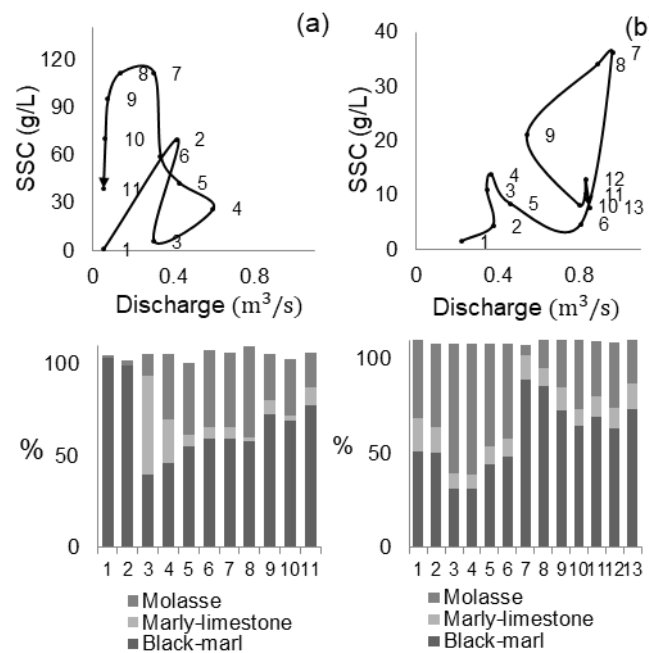 (a)
SSC (g/L)
120
90
60
30
0
8 7
9
10
2
6
11
5
4
1
3
0 0.4 0.8
Discharge (m³/s)
(b)
SSC (g/L)
40
30
20
10
0
7
8
9
4
3
12
11
5
10 13
1
2
6
0 0.4 0.8
Discharge (m³/s)
%
100
50
0
1 2 3 4 5 6 7 8 9 10 11
Molasse
Marly-limestone
Black-marl
%
100
50
0
1 2 3 4 5 6 7 8 9 10 11 12 13
Molasse
Marly-limestone
Black-marl